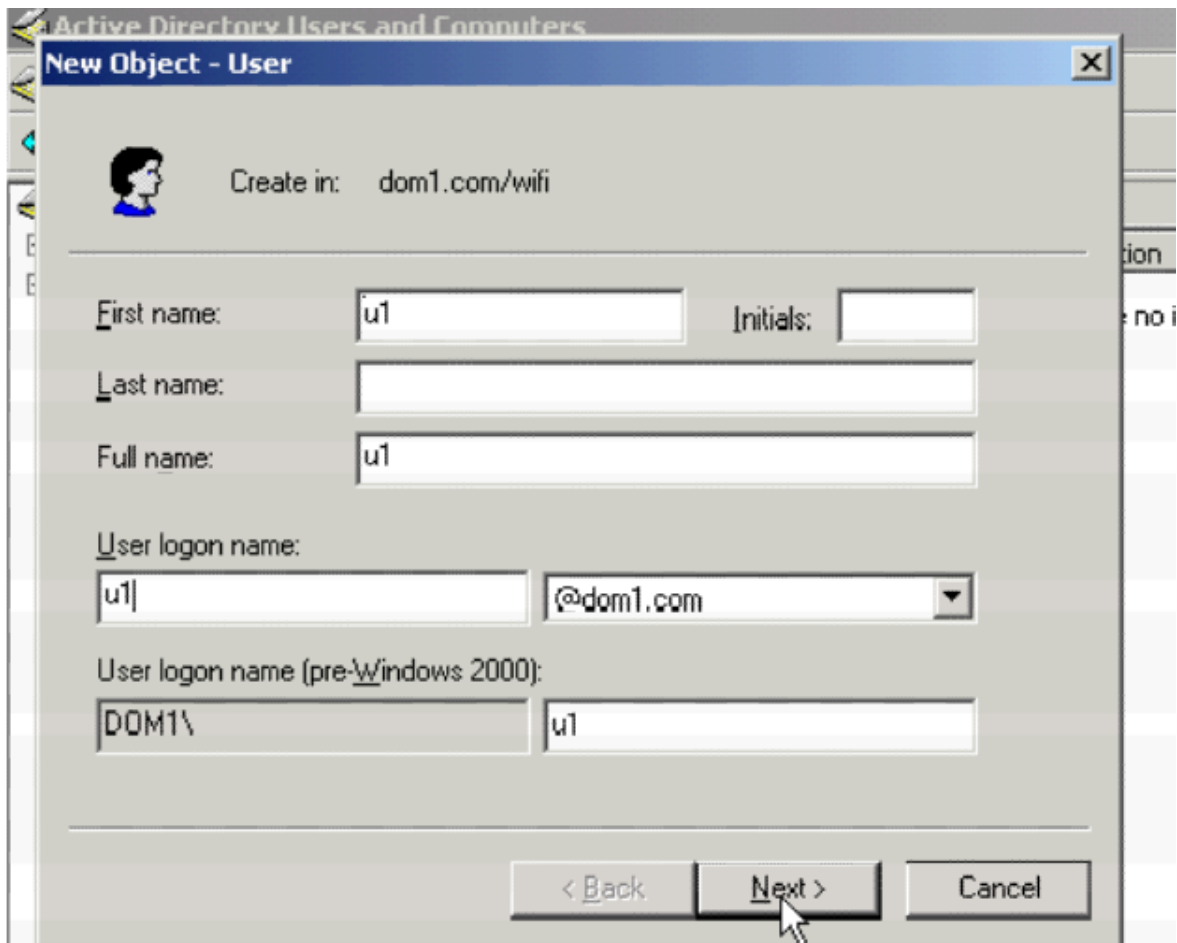 Active Directory Users and Computers
New Object - User
Create in: dom1.com/wifi
tion
First name: u1 Initials:
e no i
Last name:
Full name: u1
User logon name:
u1 @dom1.com
User logon name (pre-Windows 2000):
DOM1\ u1
< Back Next > Cancel